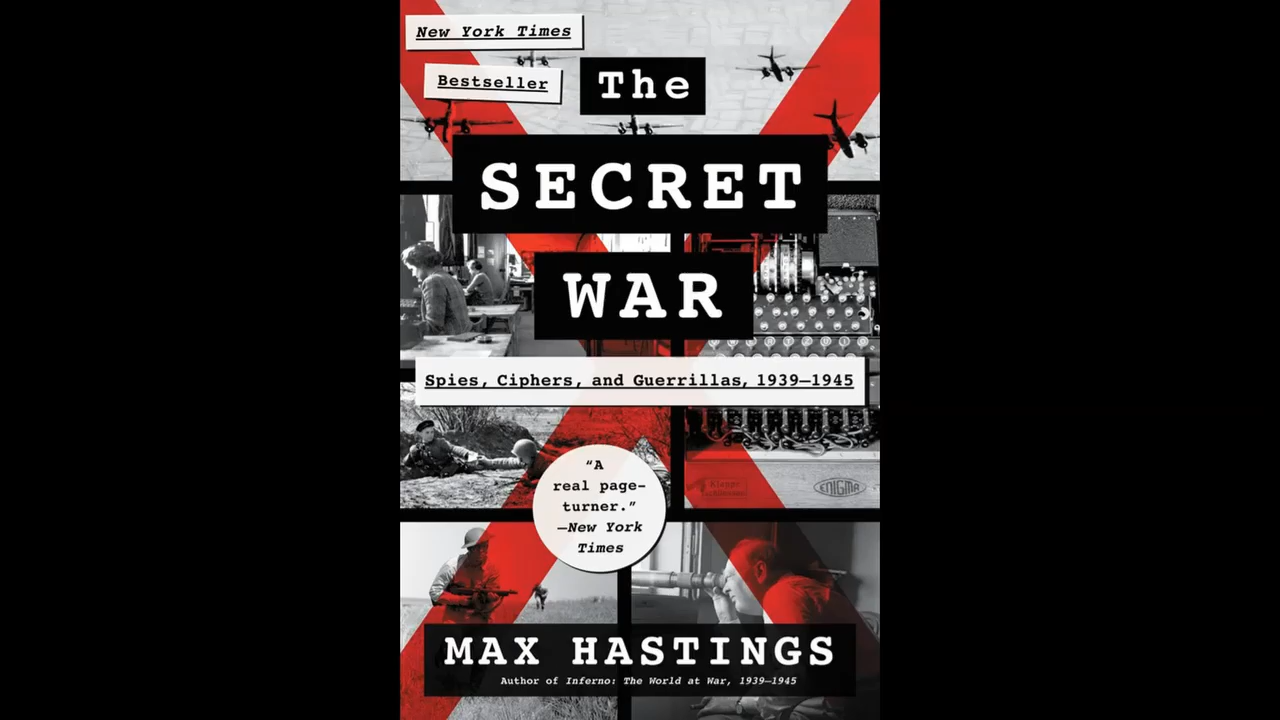 New York Times
Bestseller
The
SECRET
WAR
Spies, Ciphers, and Guerrillas, 1939–1945
“A
real page-
turner.”
—New York
Times
ENIGMA
MAX HASTINGS
Author of Inferno: The World at War, 1939–1945